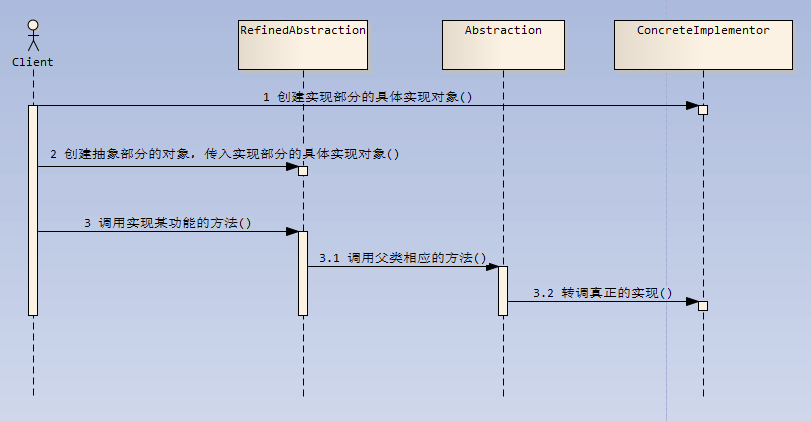 Client
RefinedAbstraction
Abstraction
ConcreteImplementor
1 创建实现部分的具体实现对象()
2 创建抽象部分的对象，传入实现部分的具体实现对象()
3 调用实现某功能的方法()
3.1 调用父类相应的方法()
3.2 转调真正的实现()